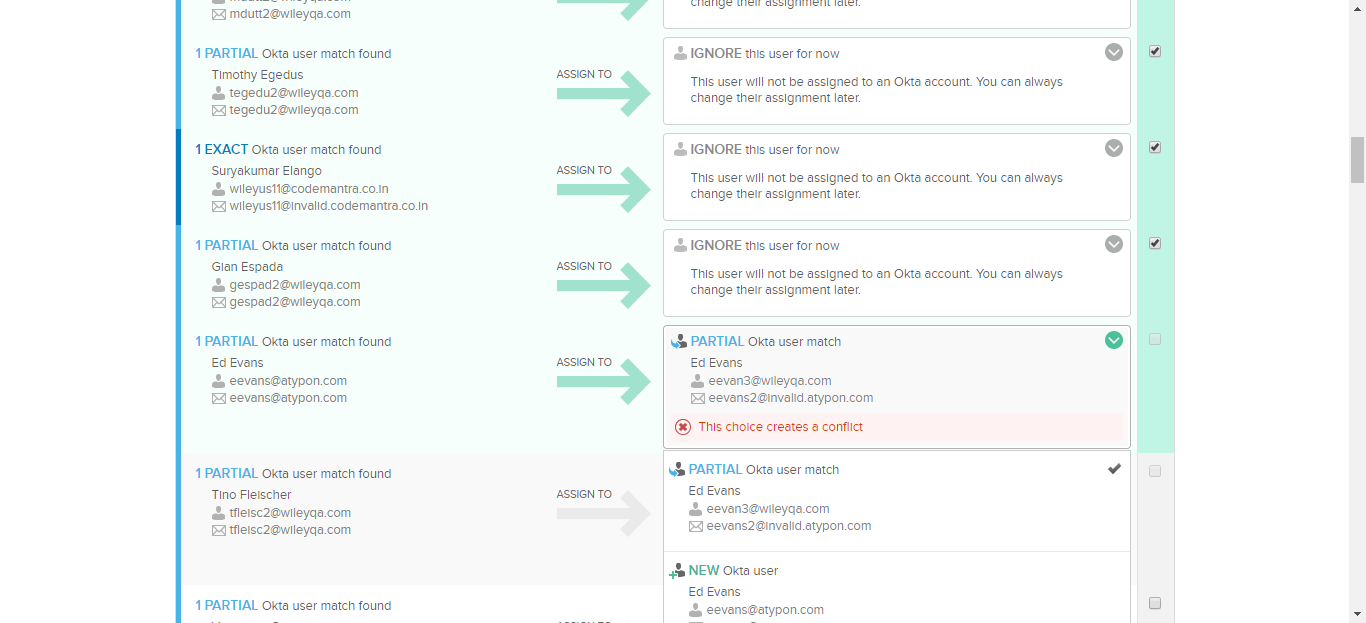 mdutt2@wileyqa.com
change their assignment later.
1 PARTIAL Okta user match found
Timothy Egedus
tegedu2@wileyqa.com
tegedu2@wileyqa.com
ASSIGN TO
IGNORE this user for now
This user will not be assigned to an Okta account. You can always
change their assignment later.
1 EXACT Okta user match found
Suryakumar Elango
wileyus11@codemantra.co.in
wileyus11@invalid.codemantra.co.in
ASSIGN TO
IGNORE this user for now
This user will not be assigned to an Okta account. You can always
change their assignment later.
1 PARTIAL Okta user match found
Gian Espada
gespad2@wileyqa.com
gespad2@wileyqa.com
ASSIGN TO
IGNORE this user for now
This user will not be assigned to an Okta account. You can always
change their assignment later.
1 PARTIAL Okta user match found
Ed Evans
eevans@atypon.com
eevans@atypon.com
ASSIGN TO
PARTIAL Okta user match
Ed Evans
eevan3@wileyqa.com
eevans2@invalid.atypon.com
This choice creates a conflict
1 PARTIAL Okta user match found
Tino Fleischer
tfleisc2@wileyqa.com
tfleisc2@wileyqa.com
ASSIGN TO
PARTIAL Okta user match
Ed Evans
eevan3@wileyqa.com
eevans2@invalid.atypon.com
NEW Okta user
Ed Evans
eevans@atypon.com
1 PARTIAL Okta user match found